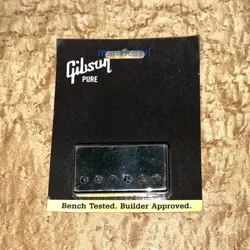 Gibson
PURE
Bench Tested. Builder Approved.